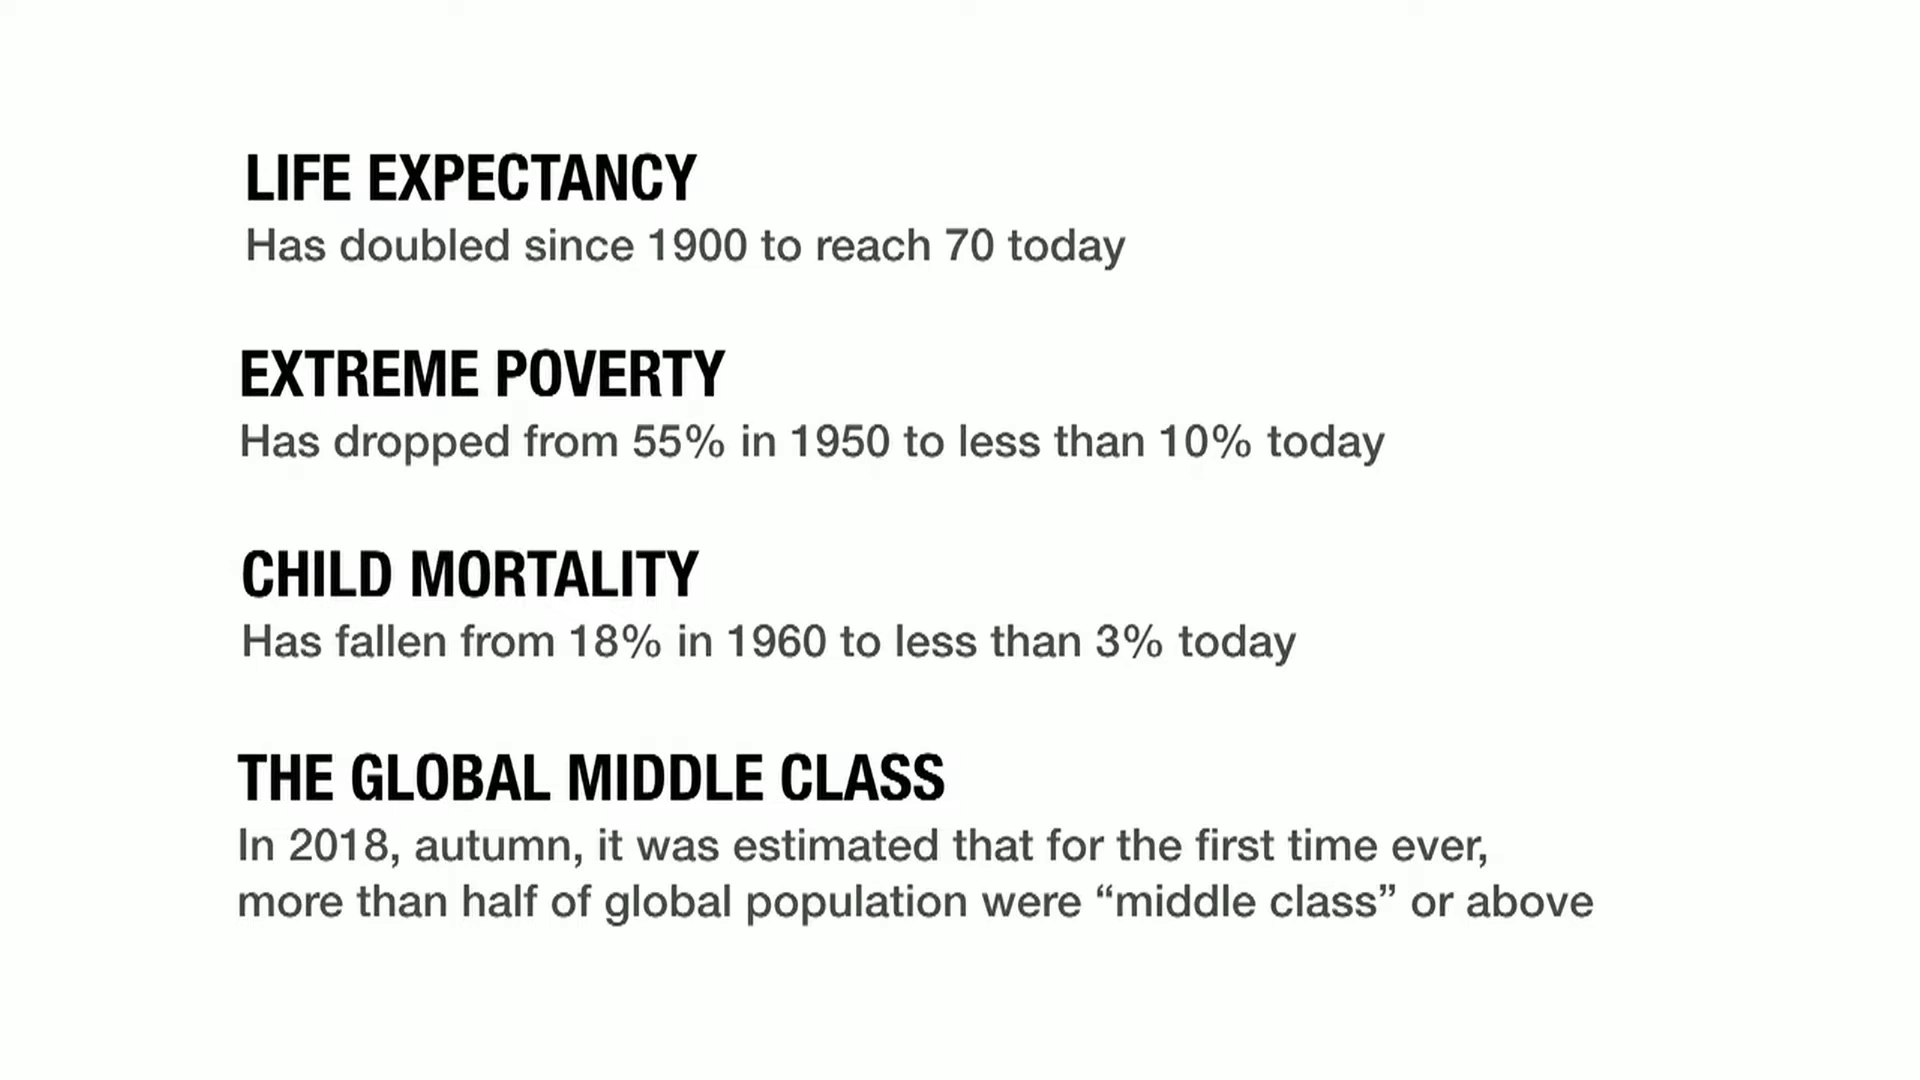 LIFE EXPECTANCY
Has doubled since 1900 to reach 70 today
EXTREME POVERTY
Has dropped from 55% in 1950 to less than 10% today
CHILD MORTALITY
Has fallen from 18% in 1960 to less than 3% today
THE GLOBAL MIDDLE CLASS
In 2018, autumn, it was estimated that for the first time ever,
more than half of global population were “middle class” or above